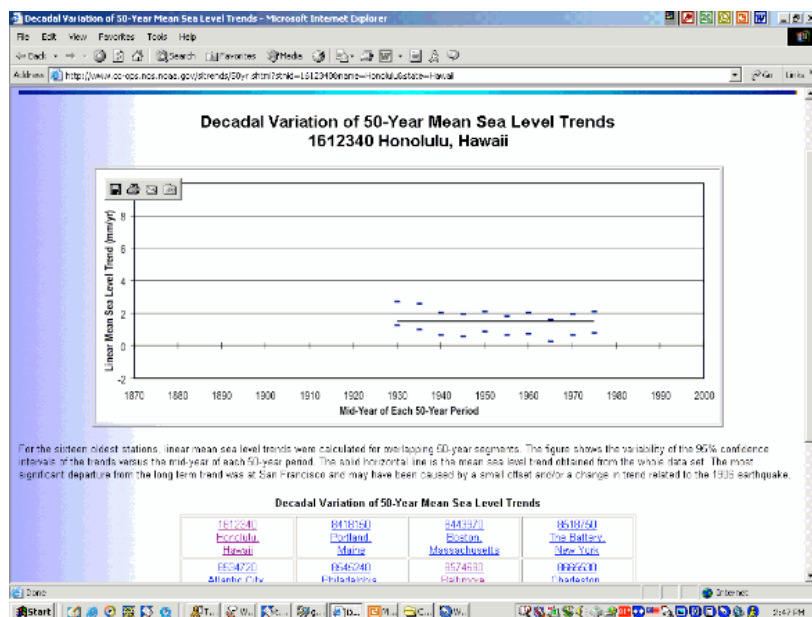 Decadal Variation of 50-Year Mean Sea Level Trends - Microsoft Internet Explorer
File Edit View Favorites Tools Help
Back Search Favorites Media
Address Go Links
Decadal Variation of 50-Year Mean Sea Level Trends
1612340 Honolulu, Hawaii
Linear Mean Sea Level Trend (mm/yr)
8
6
4
2
0
-2
1870 1880 1890 1900 1910 1920 1930 1940 1950 1960 1970 1980 1990 2000
Mid-Year of Each 50-Year Period
For the sixteen oldest stations, linear mean sea level trends were calculated for overlapping 50-year segments. The figure shows the variability of the 95% confidence
intervals of the trends versus the mid-year of each 50-year period. The solid horizontal line is the mean sea level trend obtained from the whole data set. The most
significant departure from the long term trend was at San Francisco and may have been caused by a small offset and/or a change in trend related to the 1906 earthquake.
Decadal Variation of 50-Year Mean Sea Level Trends
1612340 8418150 8443970 8518750
Honolulu, Portland, Boston, The Battery,
Hawaii Maine Massachusetts New York
8534720 8545240 8574680 8665530
Atlantic City Philadelphia Baltimore Charleston
Done Internet
Start 2:47 PM